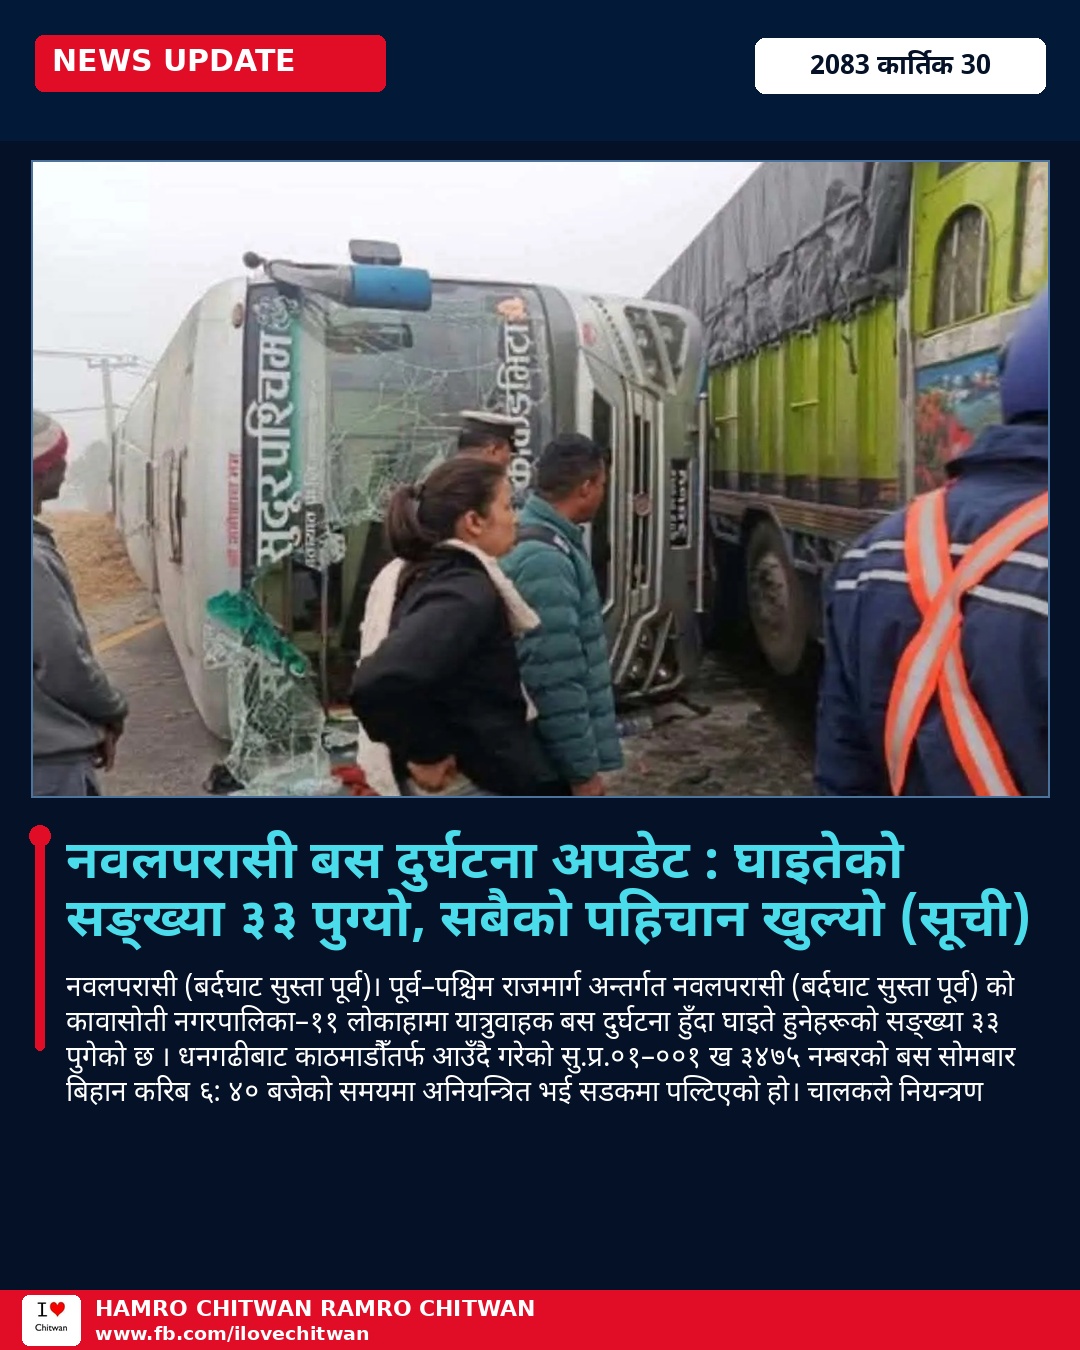 NEWS UPDATE
2083 कार्तिक 30
सुदूरपश्चिम
नवलपरासी बस दुर्घटना अपडेट : घाइतेको
सङ्ख्या ३३ पुग्यो, सबैको पहिचान खुल्यो (सूची)
नवलपरासी (बर्दघाट सुस्ता पूर्व)। पूर्व–पश्चिम राजमार्ग अन्तर्गत नवलपरासी (बर्दघाट सुस्ता पूर्व) को
कावासोती नगरपालिका–११ लोकाहामा यात्रुवाहक बस दुर्घटना हुँदा घाइते हुनेहरूको सङ्ख्या ३३
पुगेको छ । धनगढीबाट काठमाडौँतर्फ आउँदै गरेको सु.प्र.०१–००१ ख ३४७५ नम्बरको बस सोमबार
बिहान करिब ६: ४० बजेको समयमा अनियन्त्रित भई सडकमा पल्टिएको हो। चालकले नियन्त्रण
I❤
Chitwan
HAMRO CHITWAN RAMRO CHITWAN
www.fb.com/ilovechitwan